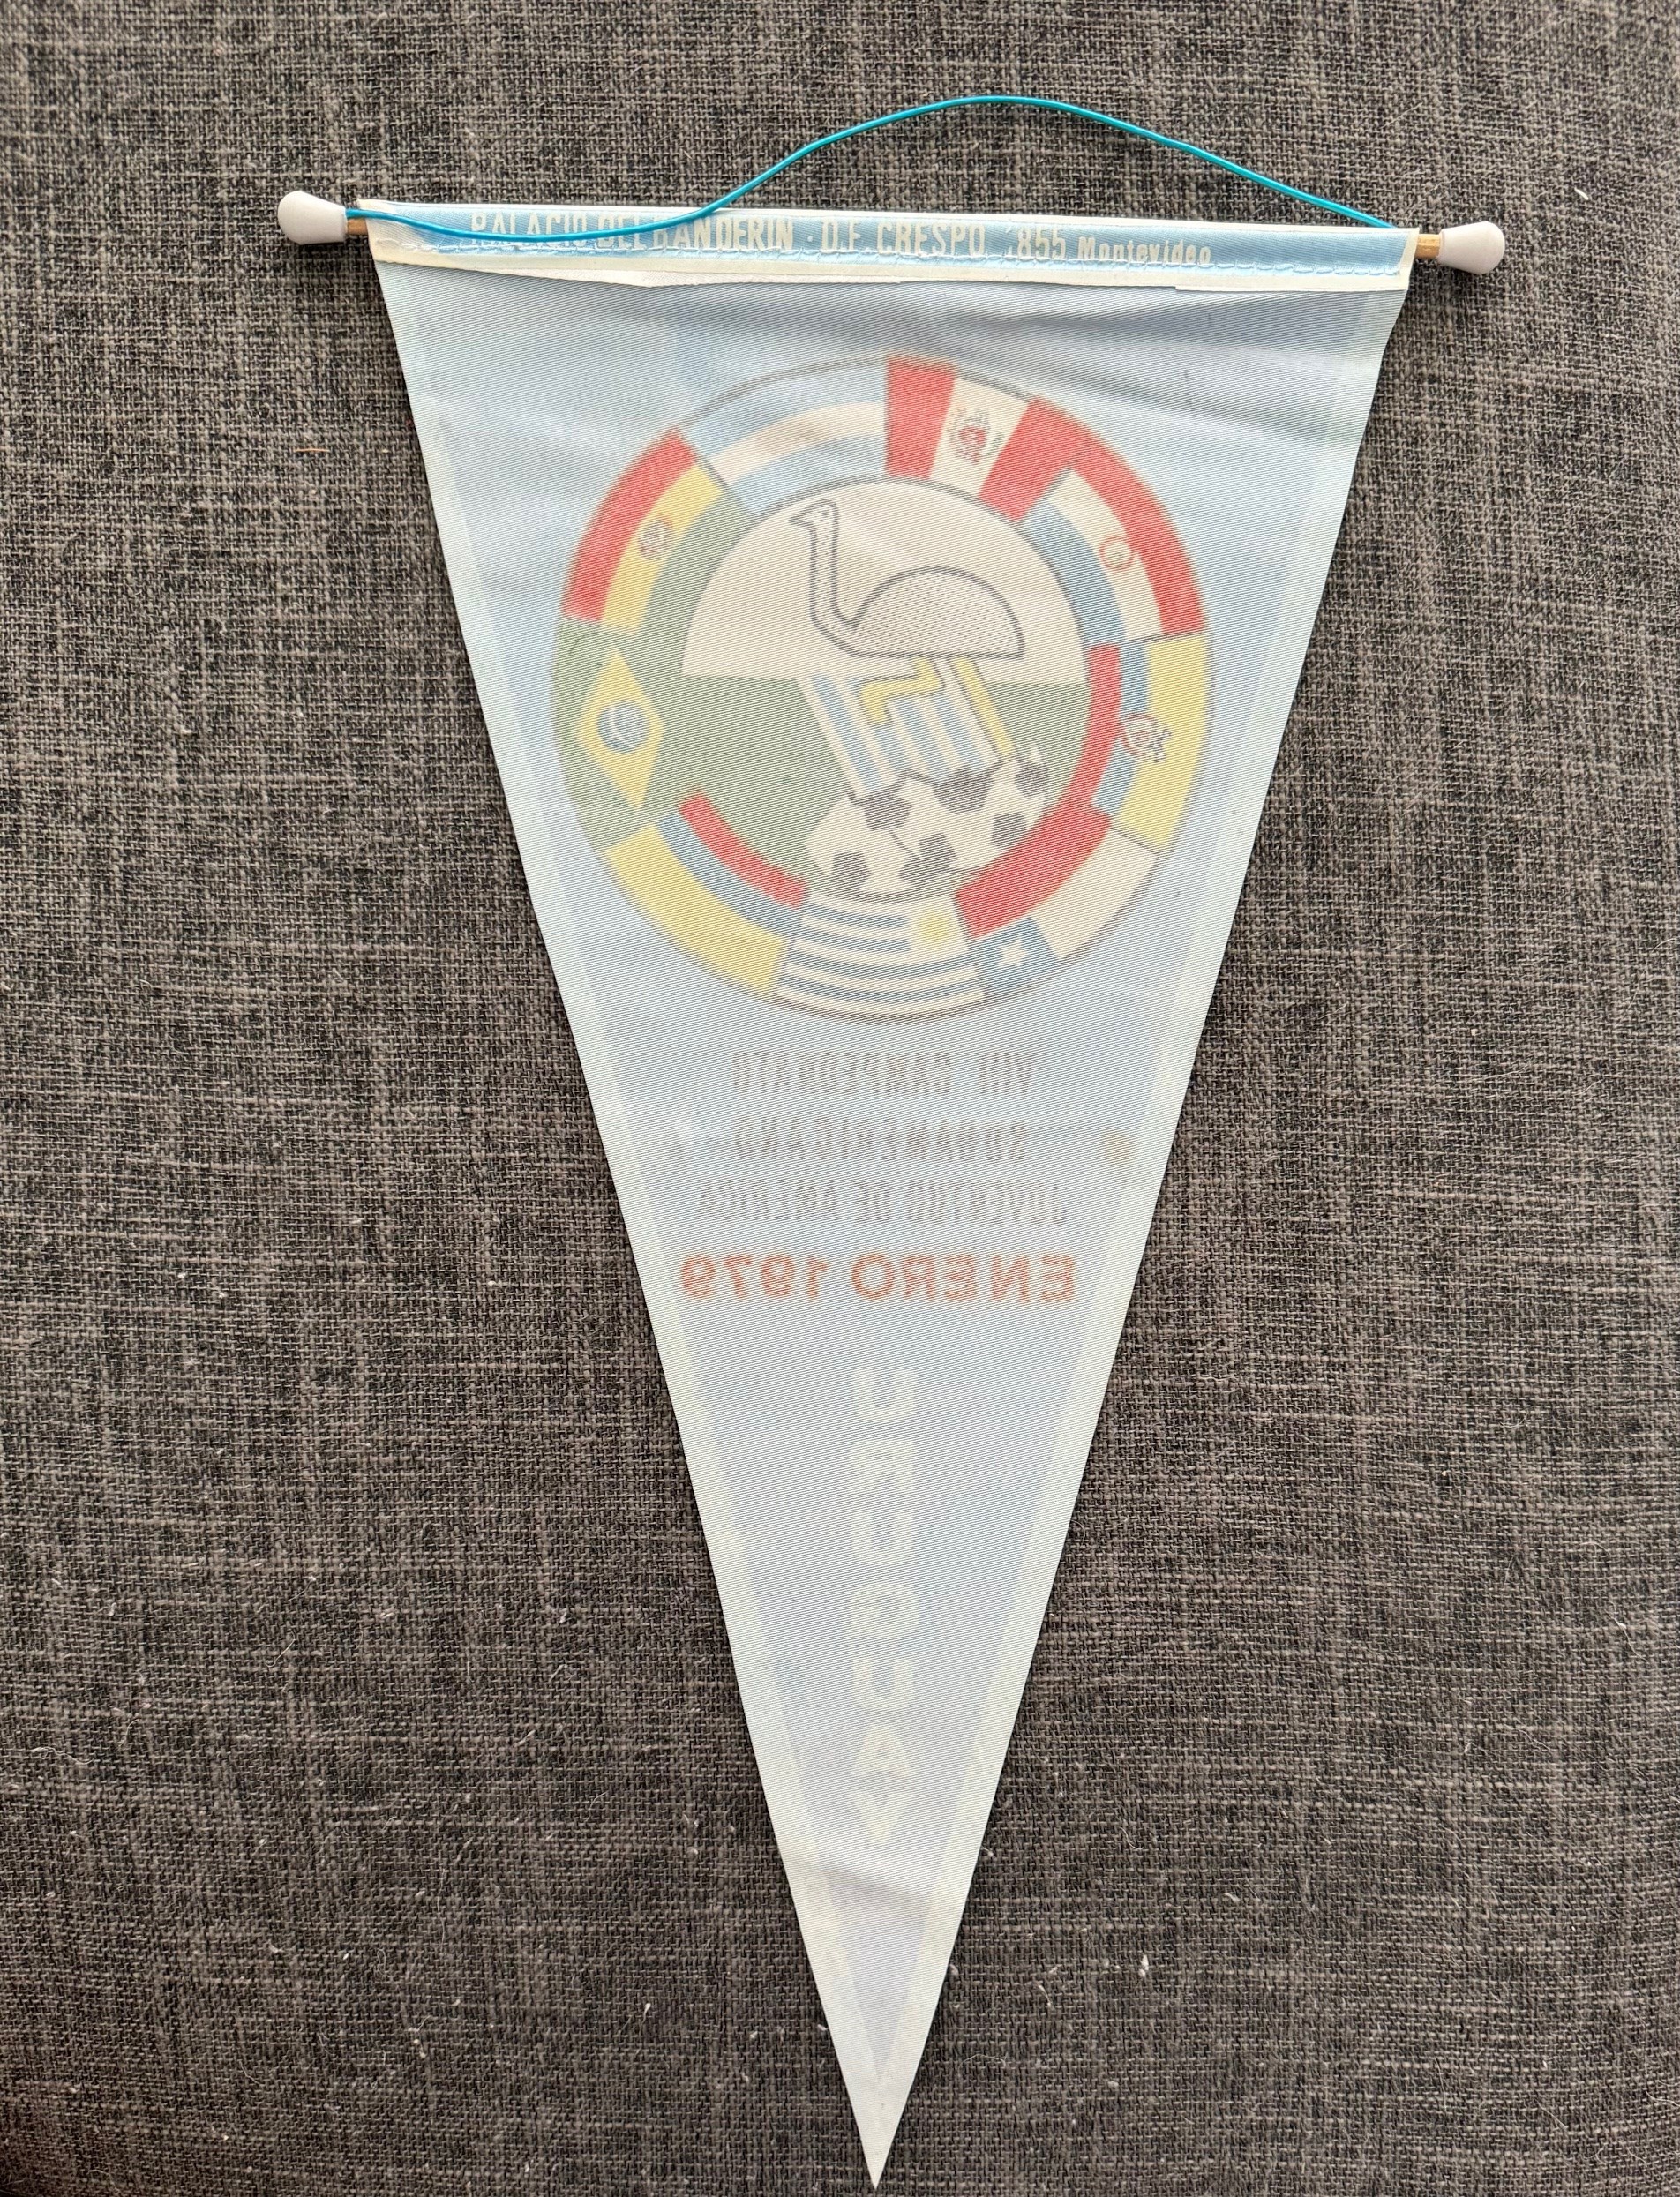 PALACIO DEL BANDERIN · D.F. CRESPO 1855 Montevideo
VIII CAMPEONATO
SUDAMERICANO
JUVENTUD DE AMERICA
ENERO 1979
URUGUAY